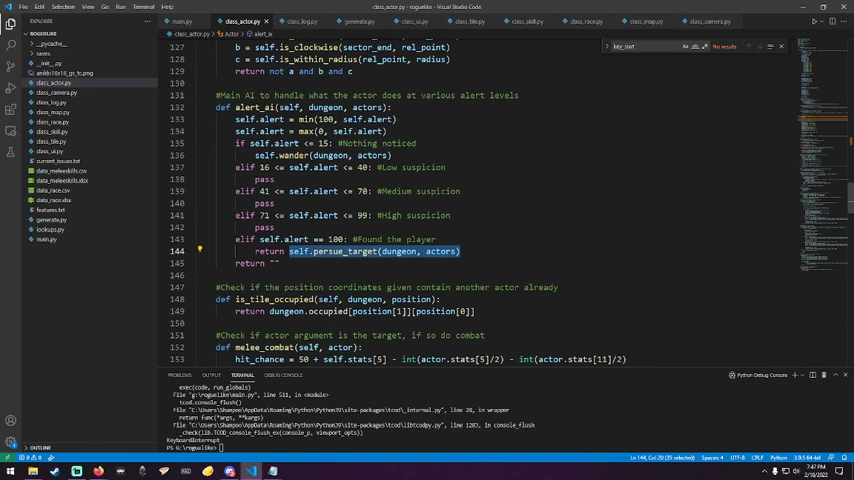 File Edit Selection View Go Run Terminal Help
class_actor.py - roguelike - Visual Studio Code
EXPLORER
main.py class_actor.py class_log.py generate.py class_ui.py class_tile.py class_skill.py class_race.py class_map.py class_camera.py
class_actor.py > Actor > alert_ai
ROGUELIKE
__pycache__
saves
__init__.py
anikki16x16_gs_tc.png
class_actor.py
class_camera.py
class_log.py
class_map.py
class_race.py
class_skill.py
class_tile.py
class_ui.py
current_issues.txt
data_meleeskills.csv
data_meleeskills.xlsx
data_race.csv
data_race.xlsx
features.txt
generate.py
keyboards.py
main.py
OUTLINE
key_start
No results
127 b = self.is_clockwise(sector_end, rel_point)
128 c = self.is_within_radius(rel_point, radius)
129 return not a and b and c
130
131 #Main AI to handle what the actor does at various alert levels
132 def alert_ai(self, dungeon, actors):
133 self.alert = min(100, self.alert)
134 self.alert = max(0, self.alert)
135 if self.alert <= 15: #Nothing noticed
136 self.wander(dungeon, actors)
137 elif 16 <= self.alert <= 40: #Low suspicion
138 pass
139 elif 41 <= self.alert <= 70: #Medium suspicion
140 pass
141 elif 71 <= self.alert <= 99: #High suspicion
142 pass
143 elif self.alert == 100: #Found the player
144 return self.persue_target(dungeon, actors)
145 return ""
146
147 #Check if the position coordinates given contain another actor already
148 def is_tile_occupied(self, dungeon, position):
149 return dungeon.occupied[position[1]][position[0]]
150
151 #Check if actor argument is the target, if so do combat
152 def melee_combat(self, actor):
153 hit_chance = 50 + self.stats[5] - int(actor.stats[5]/2) - int(actor.stats[11]/2)
PROBLEMS OUTPUT TERMINAL DEBUG CONSOLE
Python Debug Console
exec(code, run_globals)
File "g:\roguelike\main.py", line 511, in <module>
tcod.console_flush()
File "C:\Users\Shampoo\AppData\Roaming\Python\Python39\site-packages\tcod\_internal.py", line 28, in wrapper
return func(*args, **kargs)
File "C:\Users\Shampoo\AppData\Roaming\Python\Python39\site-packages\tcod\libtcodpy.py", line 1283, in console_flush
_check(lib.TCOD_console_flush_ex(console_p, viewport_opts))
KeyboardInterrupt
PS G:\roguelike>
Ln 144, Col 20 (35 selected) Spaces: 4 UTF-8 CRLF Python 3.9.5 64-bit
7:47 PM
2/10/2022